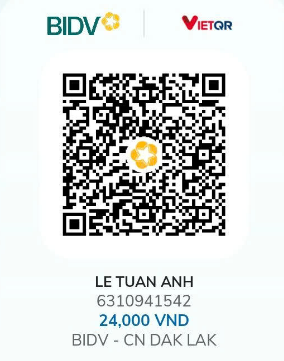 BIDV
VIETQR
LE TUAN ANH
6310941542
24,000 VND
BIDV - CN DAK LAK